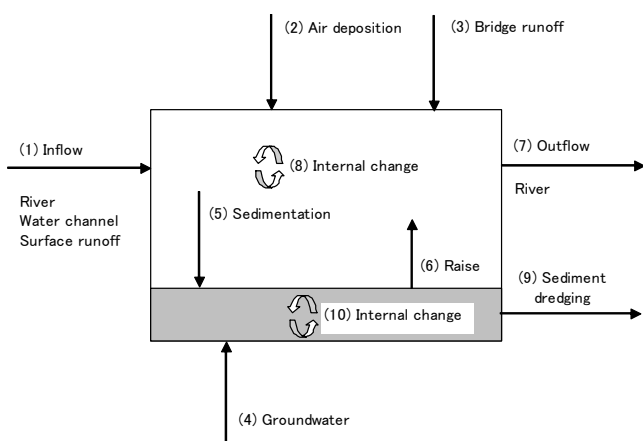 (2) Air deposition
(3) Bridge runoff
(1) Inflow
(7) Outflow
(8) Internal change
River
Water channel
Surface runoff
River
(5) Sedimentation
(6) Raise
(9) Sediment
dredging
(10) Internal change
(4) Groundwater